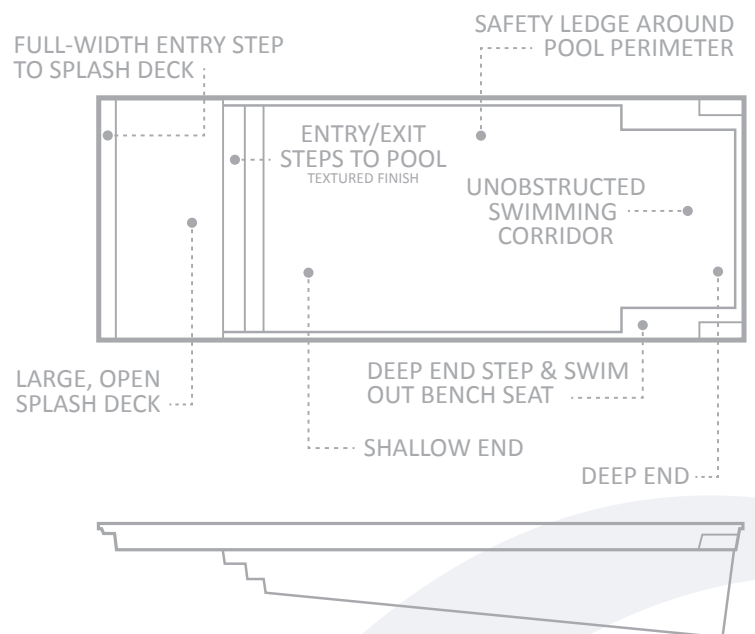 FULL-WIDTH ENTRY STEP
TO SPLASH DECK
SAFETY LEDGE AROUND
POOL PERIMETER
ENTRY/EXIT
STEPS TO POOL
TEXTURED FINISH
UNOBSTRUCTED
SWIMMING
CORRIDOR
LARGE, OPEN
SPLASH DECK
DEEP END STEP & SWIM
OUT BENCH SEAT
SHALLOW END
DEEP END